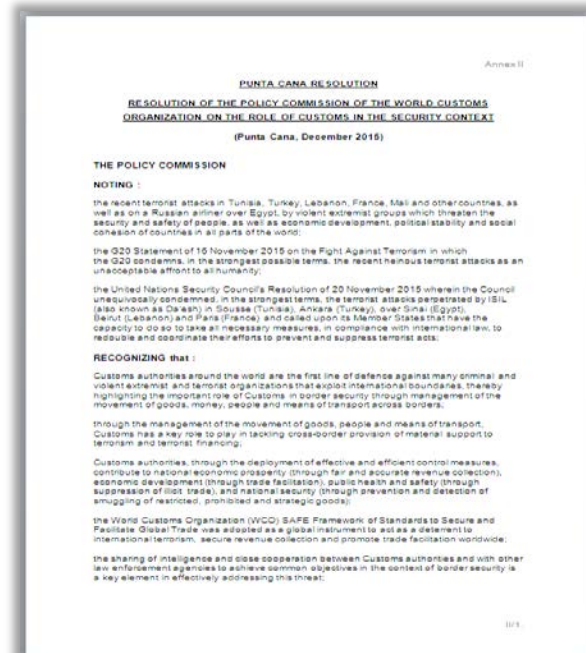 Annex II
PUNTA CANA RESOLUTION
RESOLUTION OF THE POLICY COMMISSION OF THE WORLD CUSTOMS
ORGANIZATION ON THE ROLE OF CUSTOMS IN THE SECURITY CONTEXT
(Punta Cana, December 2015)
THE POLICY COMMISSION
NOTING :
the recent terrorist attacks in Tunisia, Turkey, Lebanon, France, Mali and other countries, as
well as on a Russian airliner over Egypt, by violent extremist groups which threaten the
security and safety of people, as well as economic development, political stability and social
cohesion of countries in all parts of the world;
the G20 Statement of 16 November 2015 on the Fight Against Terrorism in which
the G20 condemns, in the strongest possible terms, the recent heinous terrorist attacks as an
unacceptable affront to all humanity;
the United Nations Security Council's Resolution of 20 November 2015 wherein the Council
unequivocally condemned, in the strongest terms, the terrorist attacks perpetrated by ISIL
(also known as Da'esh) in Sousse (Tunisia), Ankara (Turkey), over Sinai (Egypt),
Beirut (Lebanon) and Paris (France) and called upon its Member States that have the
capacity to do so to take all necessary measures, in compliance with international law, to
redouble and coordinate their efforts to prevent and suppress terrorist acts;
RECOGNIZING that :
Customs authorities around the world are the first line of defence against many criminal and
violent extremist and terrorist organizations that exploit international boundaries, thereby
highlighting the important role of Customs in border security through management of the
movement of goods, money, people and means of transport across borders;
through the management of the movement of goods, people and means of transport,
Customs has a key role to play in tackling cross-border provision of material support to
terrorism and terrorist financing;
Customs authorities, through the deployment of effective and efficient control measures,
contribute to national economic prosperity (through fair and accurate revenue collection),
economic development (through trade facilitation), public health and safety (through
suppression of illicit trade), and national security (through prevention and detection of
smuggling of restricted, prohibited and strategic goods);
the World Customs Organization (WCO) SAFE Framework of Standards to Secure and
Facilitate Global Trade was adopted as a global instrument to act as a deterrent to
international terrorism, secure revenue collection and promote trade facilitation worldwide;
the sharing of intelligence and close cooperation between Customs authorities and with other
law enforcement agencies to achieve common objectives in the context of border security is
a key element in effectively addressing this threat;
II/1.